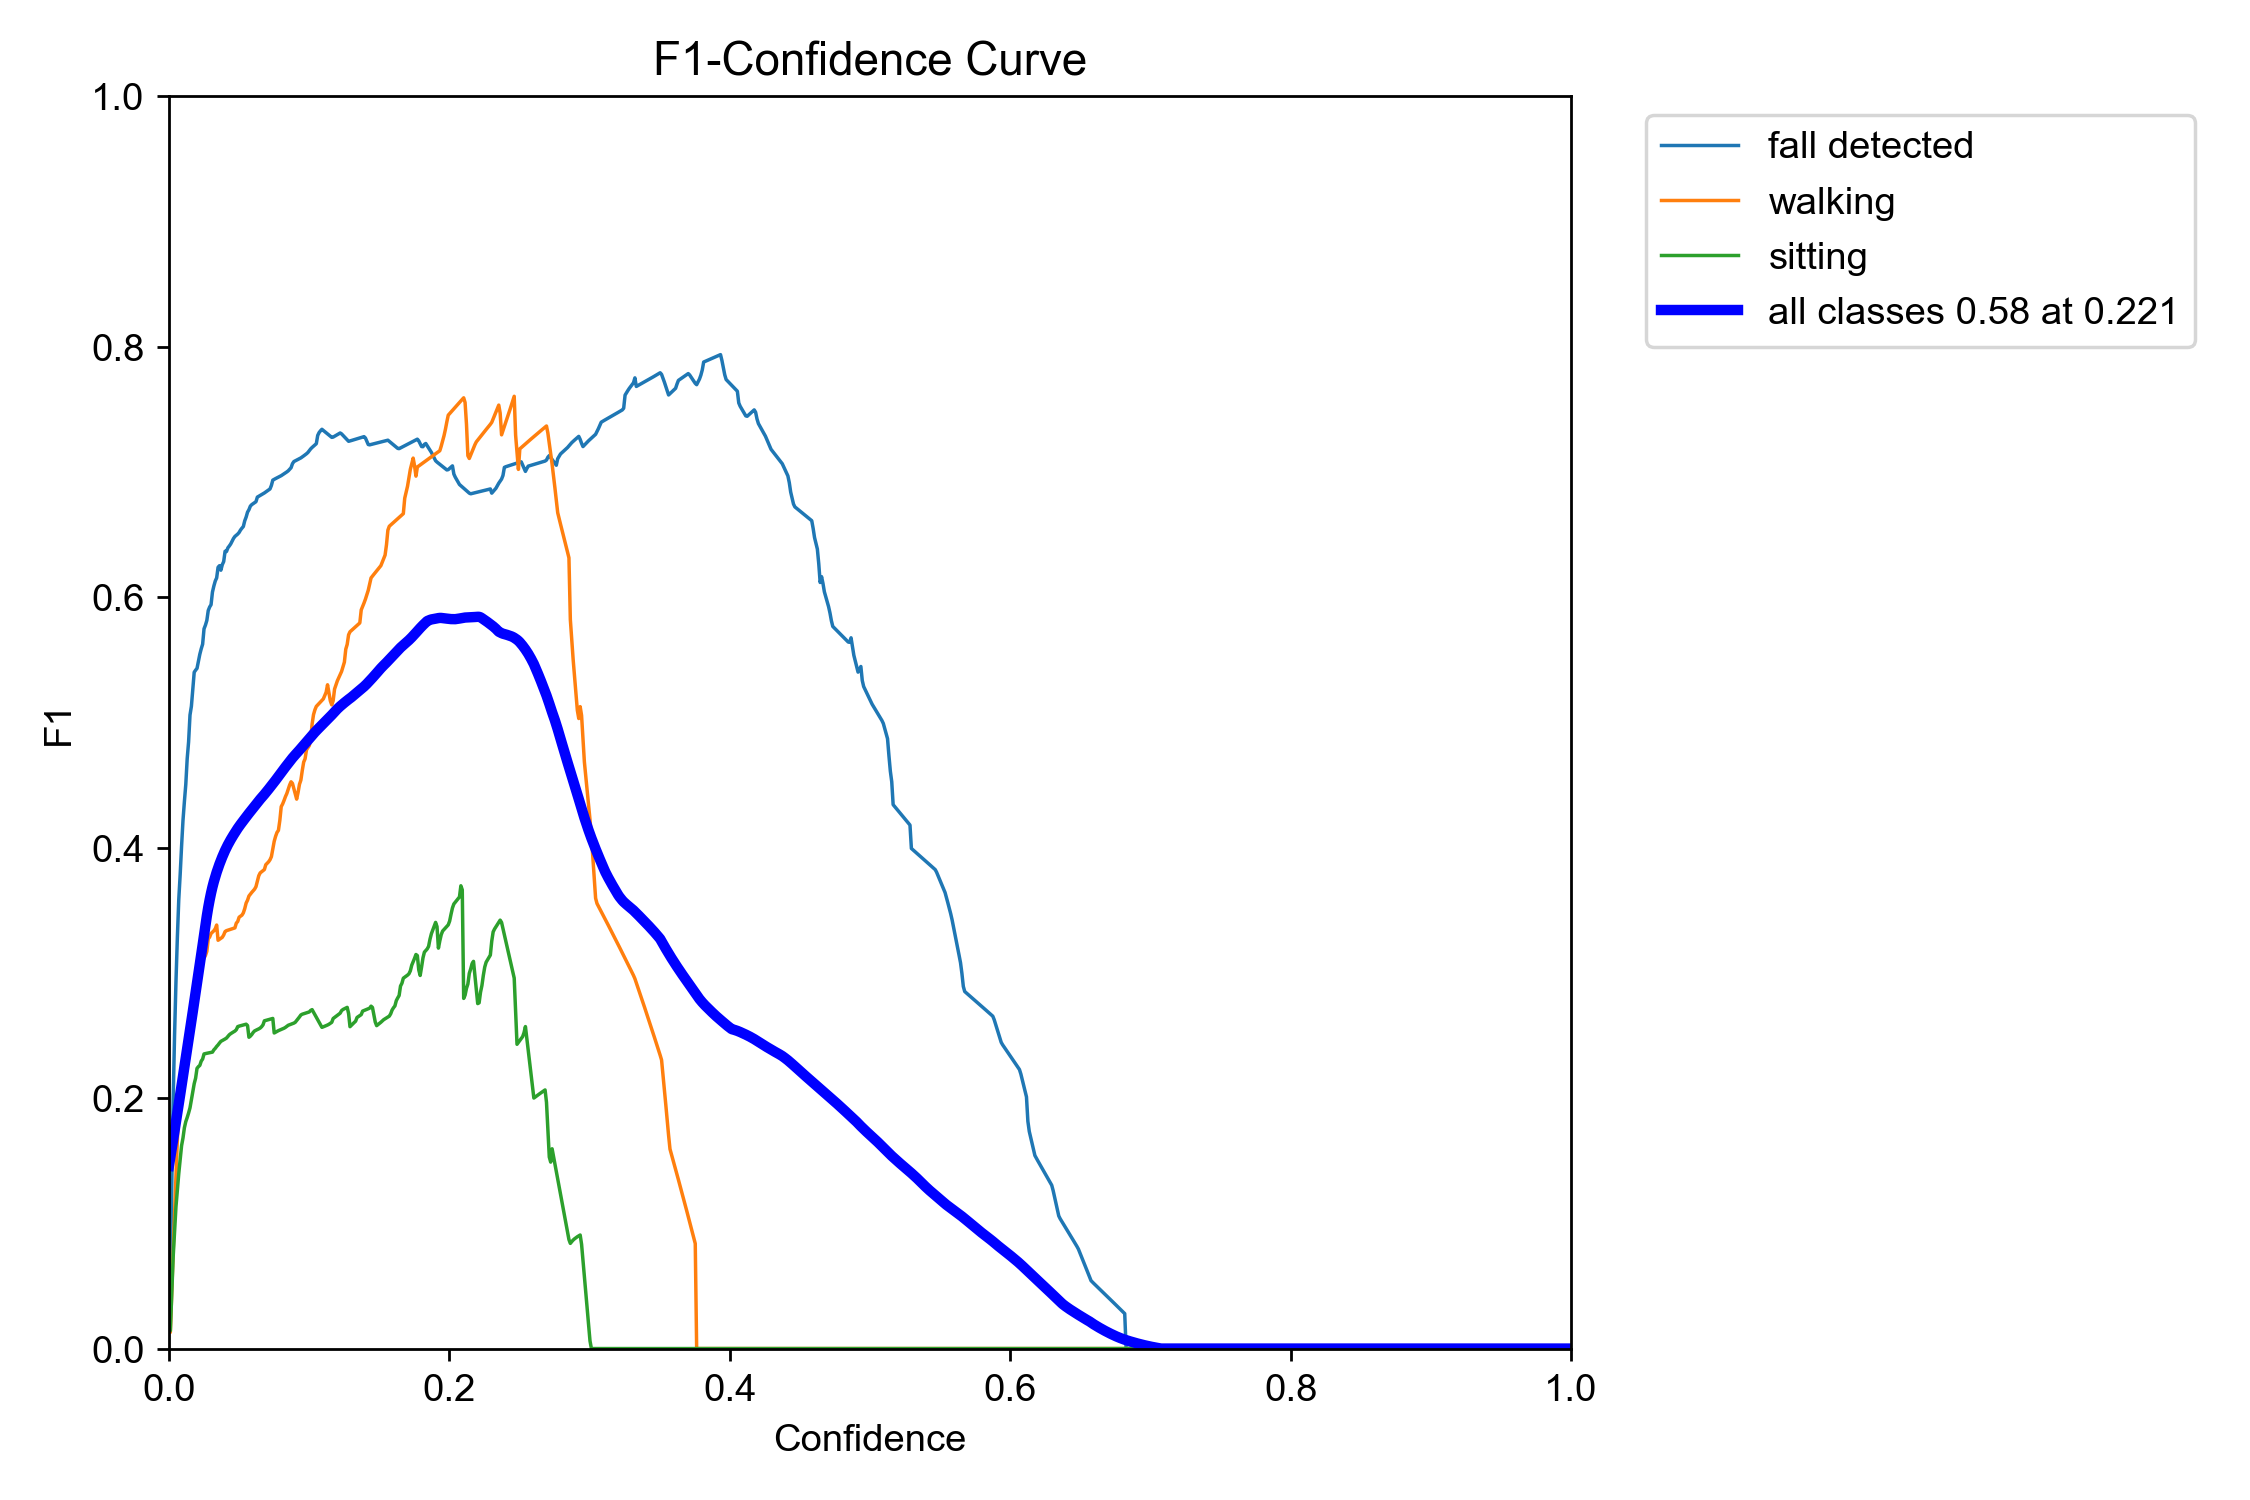 F1-Confidence Curve
1.0
0.8
0.6
0.4
0.2
0.0
F1
0.0 0.2 0.4 0.6 0.8 1.0
Confidence
fall detected
walking
sitting
all classes 0.58 at 0.221